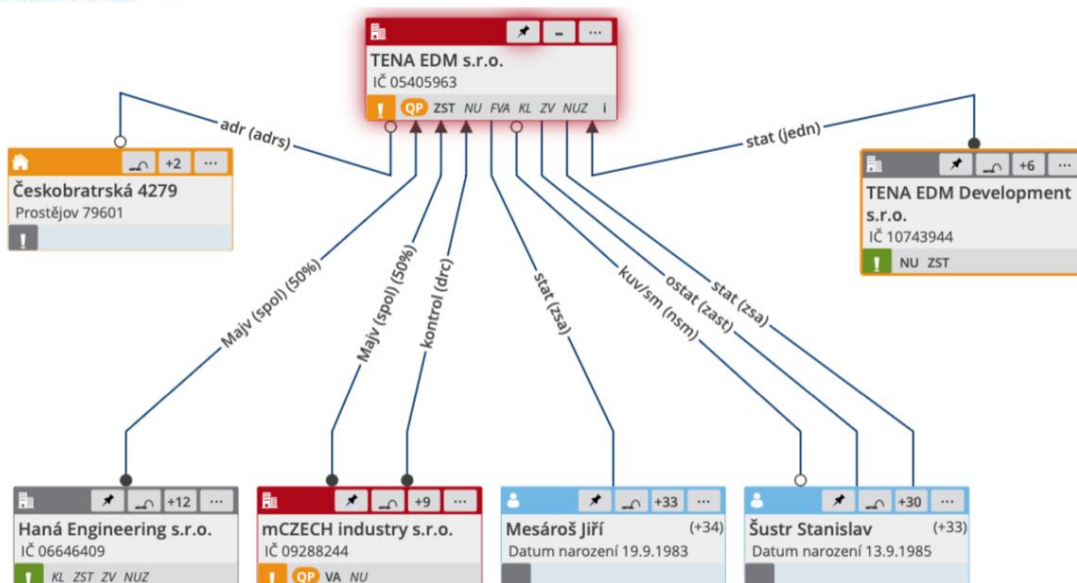 TENA EDM s.r.o.
IČ 05405963
! QP ZST NU FVA KL ZV NUZ i
adr (adrs)
stat (jedn)
+2 ...
Českobratrská 4279
Prostějov 79601
!
+6 ...
TENA EDM Development
s.r.o.
IČ 10743944
! NU ZST
Majv (spol) (50%)
Majv (spol) (50%)
kontrol (drc)
stat (zsa)
kuv/sm (nsm)
ostat (zast)
stat (zsa)
+12 ...
Haná Engineering s.r.o.
IČ 06646409
! KL ZST ZV NUZ
+9 ...
mCZECH industry s.r.o.
IČ 09288244
! QP VA NU
+33 ...
Mesároš Jiří (+34)
Datum narození 19.9.1983
+30 ...
Šustr Stanislav (+33)
Datum narození 13.9.1985